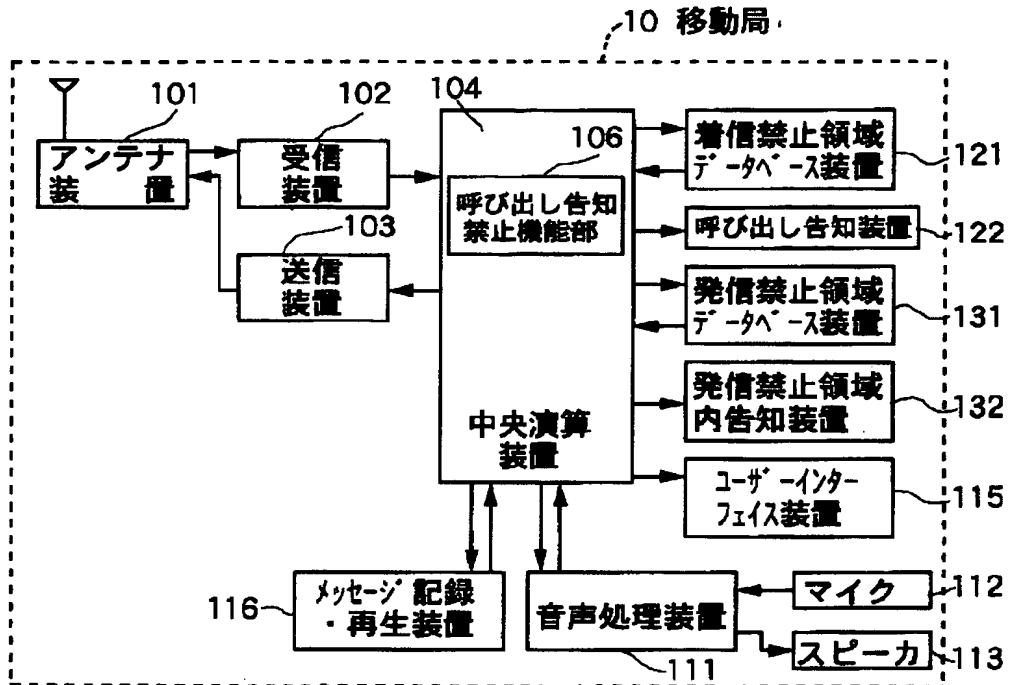 10 移動局
101
アンテナ
装置
102
受信
装置
103
送信
装置
104
106
呼び出し告知
禁止機能部
中央演算
装置
着信禁止領域
データベース装置
121
呼び出し告知装置
122
発信禁止領域
データベース装置
131
発信禁止領域
内告知装置
132
ユーザーインター
フェイス装置
115
116
メッセージ記録
・再生装置
音声処理装置
111
マイク
112
スピーカ
113